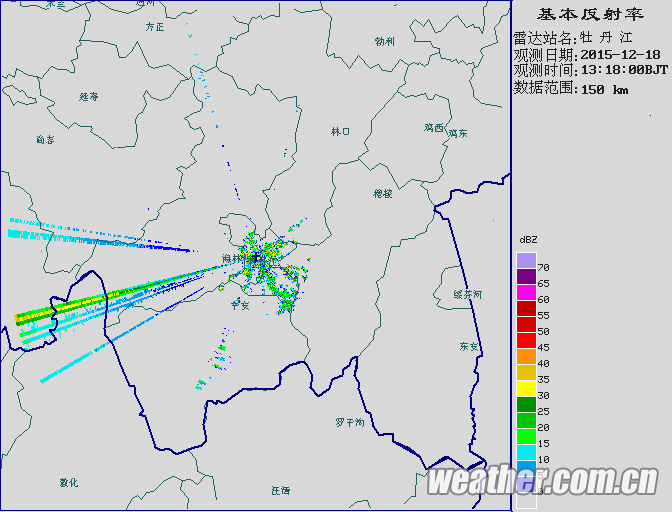 基本反射率
雷达站名:牡 丹 江
观测日期:2015-12-18
观测时间:13:18:00BJT
数据范围:150 km
方正
勃利
延寿
尚志
林口
鸡西
鸡东
穆棱
海林
宁安
绥芬河
东安
罗子沟
敦化
汪清
dBZ
70
65
60
55
50
45
40
35
30
25
20
15
10
5
0
weather.com.cn